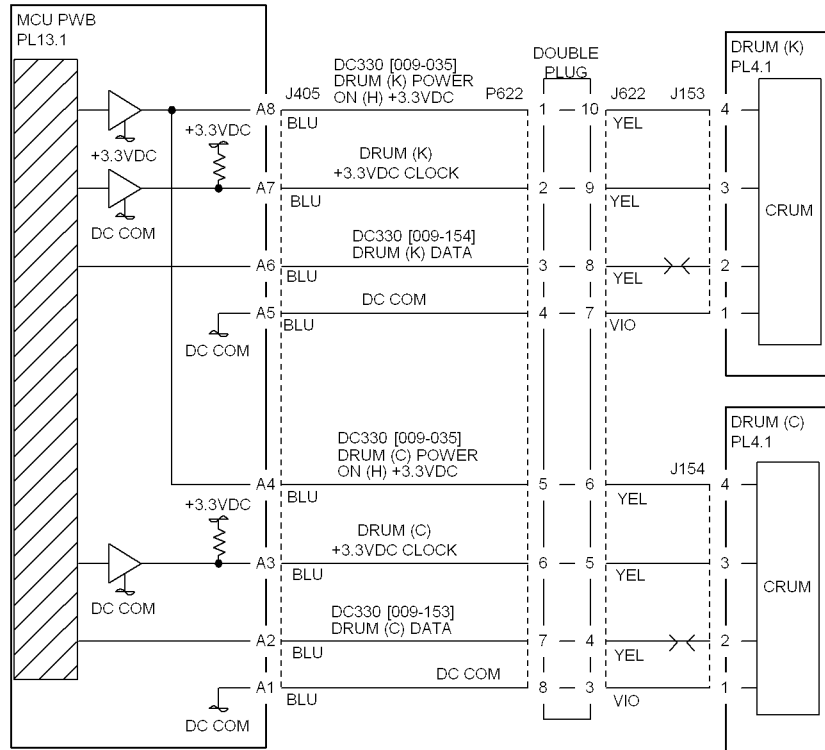 MCU PWB
PL13.1
DC330 [009-035]
DRUM (K) POWER
ON (H) +3.3VDC
DOUBLE
PLUG
DRUM (K)
PL4.1
J405
P622
J622
J153
A8
BLU
1
10
YEL
4
+3.3VDC
+3.3VDC
DRUM (K)
+3.3VDC CLOCK
A7
BLU
2
9
YEL
3
CRUM
DC COM
DC330 [009-154]
DRUM (K) DATA
A6
BLU
3
8
YEL
2
DC COM
A5
BLU
4
7
VIO
1
DC COM
DRUM (C)
PL4.1
DC330 [009-035]
DRUM (C) POWER
ON (H) +3.3VDC
J154
A4
BLU
5
6
YEL
4
+3.3VDC
DRUM (C)
+3.3VDC CLOCK
A3
BLU
6
5
YEL
3
CRUM
DC COM
DC330 [009-153]
DRUM (C) DATA
A2
BLU
7
4
YEL
2
DC COM
A1
BLU
8
3
VIO
1
DC COM